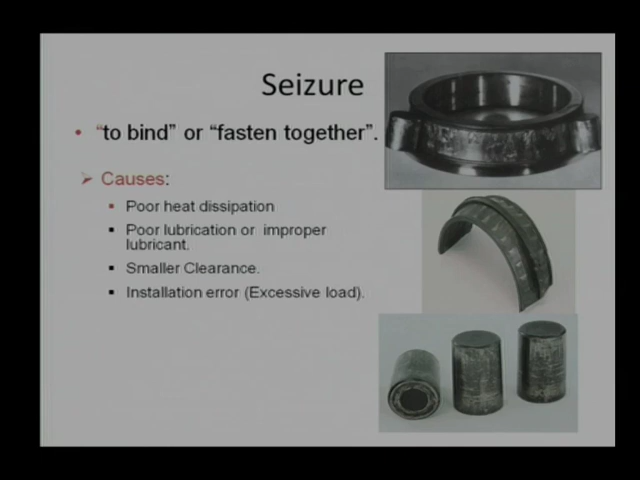 Seizure
• "to bind" or "fasten together".
➢ Causes:
▪ Poor heat dissipation
▪ Poor lubrication or improper
lubricant.
▪ Smaller Clearance.
▪ Installation error (Excessive load).